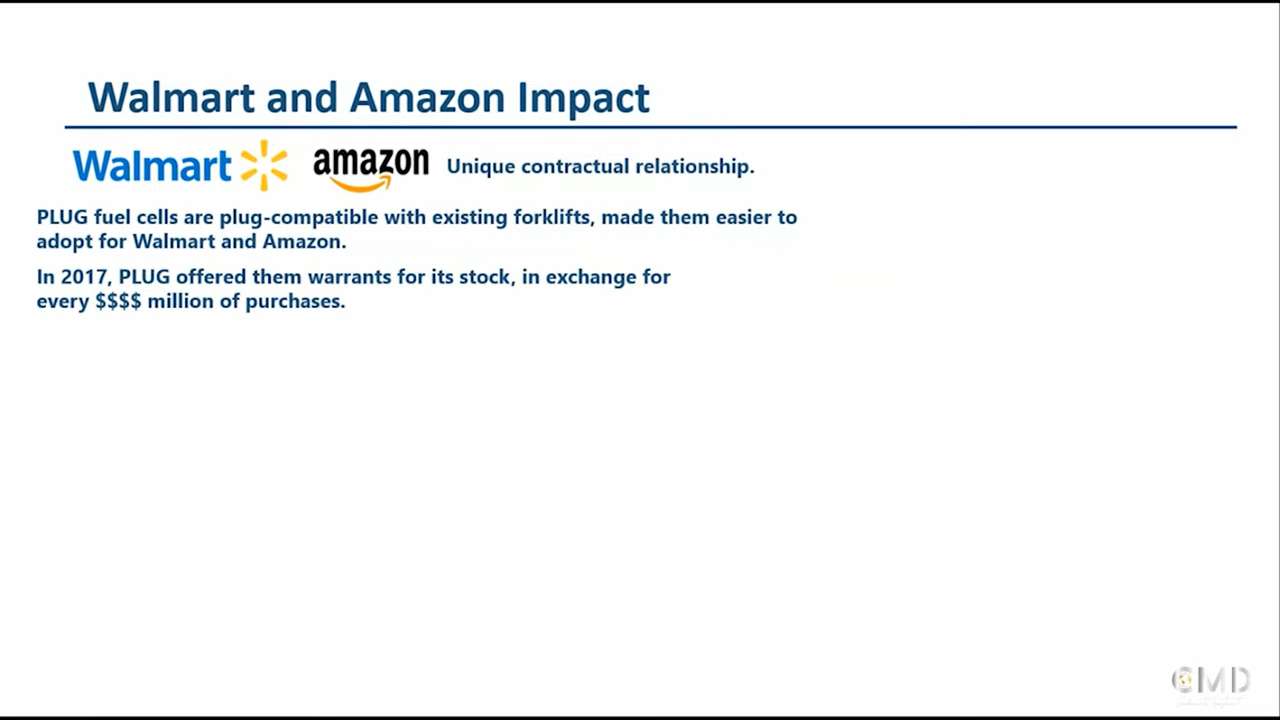 Walmart and Amazon Impact
Walmart amazon Unique contractual relationship.
PLUG fuel cells are plug-compatible with existing forklifts, made them easier to
adopt for Walmart and Amazon.
In 2017, PLUG offered them warrants for its stock, in exchange for
every $$$$ million of purchases.
CMD